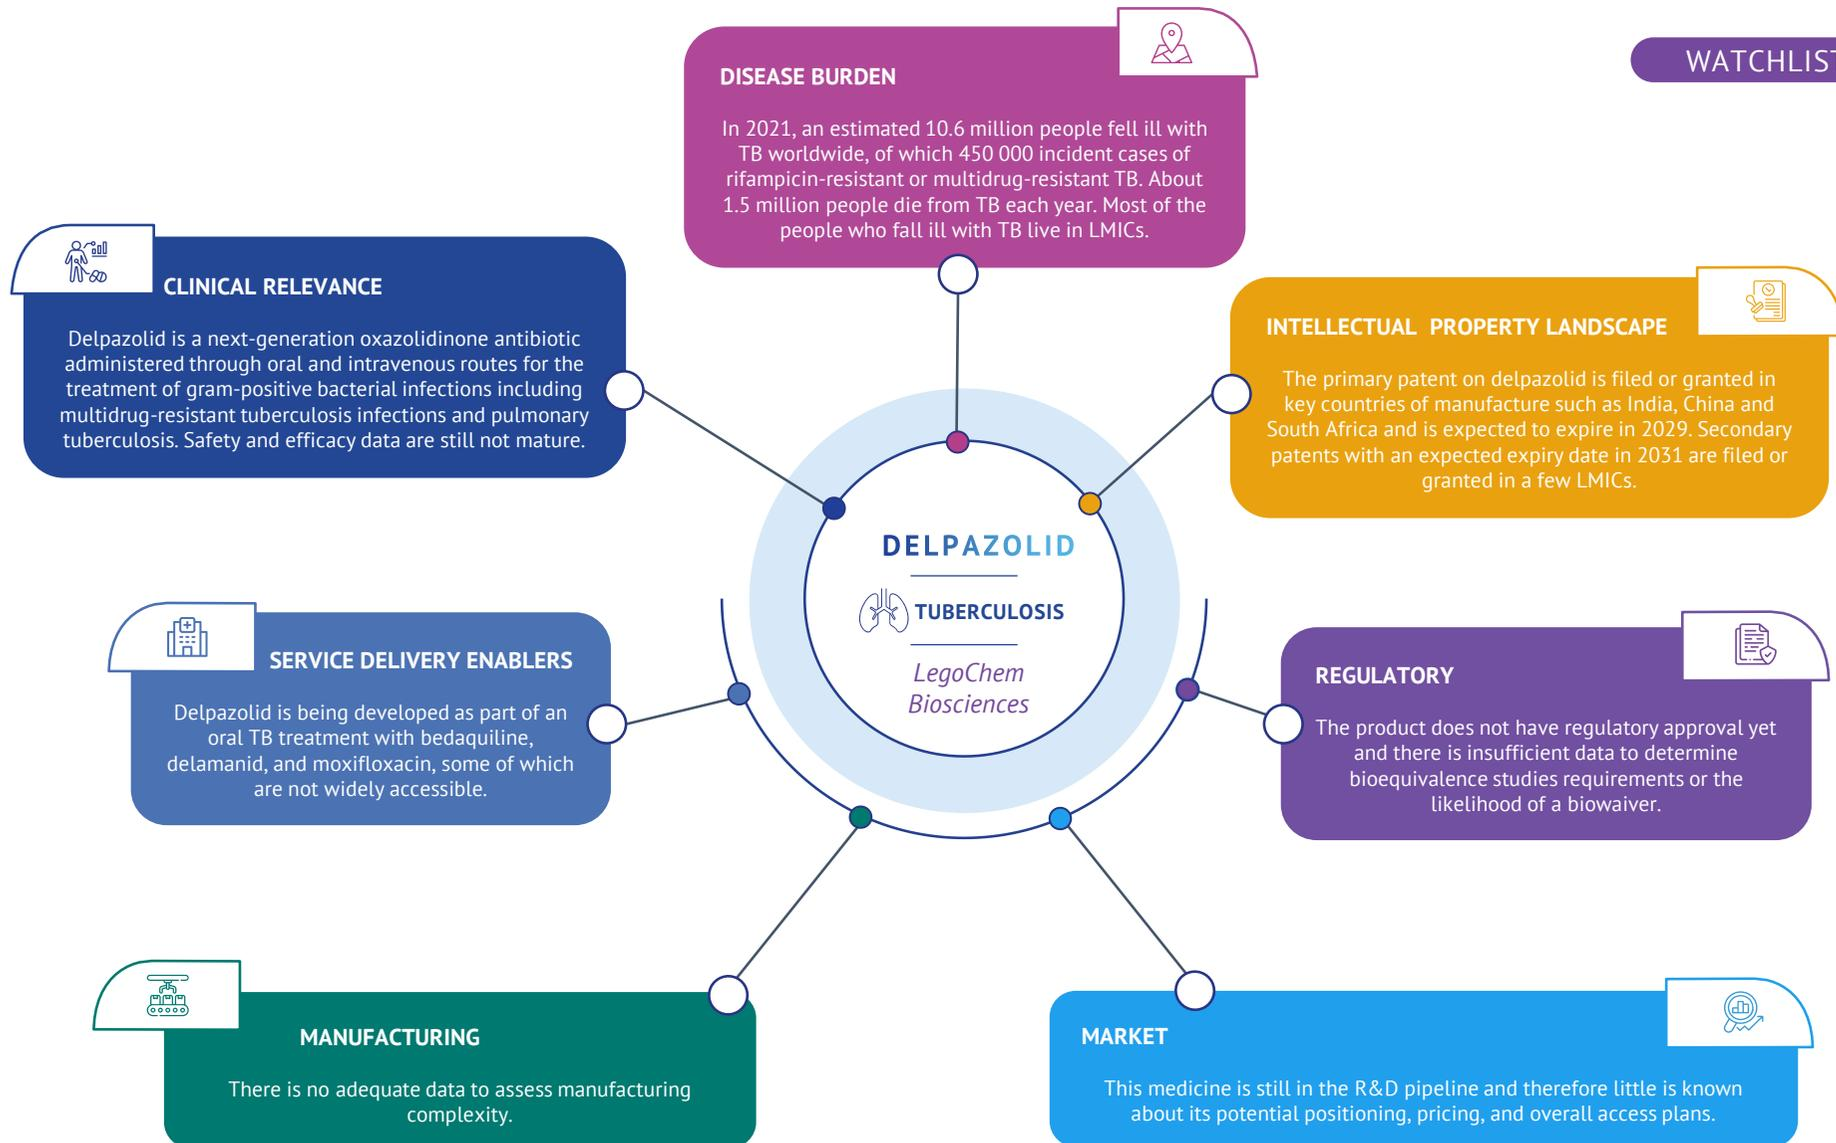 WATCHLIST
DISEASE BURDEN
In 2021, an estimated 10.6 million people fell ill with
TB worldwide, of which 450 000 incident cases of
rifampicin-resistant or multidrug-resistant TB. About
1.5 million people die from TB each year. Most of the
people who fall ill with TB live in LMICs.
CLINICAL RELEVANCE
Delpazolid is a next-generation oxazolidinone antibiotic
administered through oral and intravenous routes for the
treatment of gram-positive bacterial infections including
multidrug-resistant tuberculosis infections and pulmonary
tuberculosis. Safety and efficacy data are still not mature.
INTELLECTUAL PROPERTY LANDSCAPE
The primary patent on delpazolid is filed or granted in
key countries of manufacture such as India, China and
South Africa and is expected to expire in 2029. Secondary
patents with an expected expiry date in 2031 are filed or
granted in a few LMICs.
DELPAZOLID
TUBERCULOSIS
LegoChem
Biosciences
SERVICE DELIVERY ENABLERS
Delpazolid is being developed as part of an
oral TB treatment with bedaquiline,
delamanid, and moxifloxacin, some of which
are not widely accessible.
REGULATORY
The product does not have regulatory approval yet
and there is insufficient data to determine
bioequivalence studies requirements or the
likelihood of a biowaiver.
MANUFACTURING
There is no adequate data to assess manufacturing
complexity.
MARKET
This medicine is still in the R&D pipeline and therefore little is known
about its potential positioning, pricing, and overall access plans.